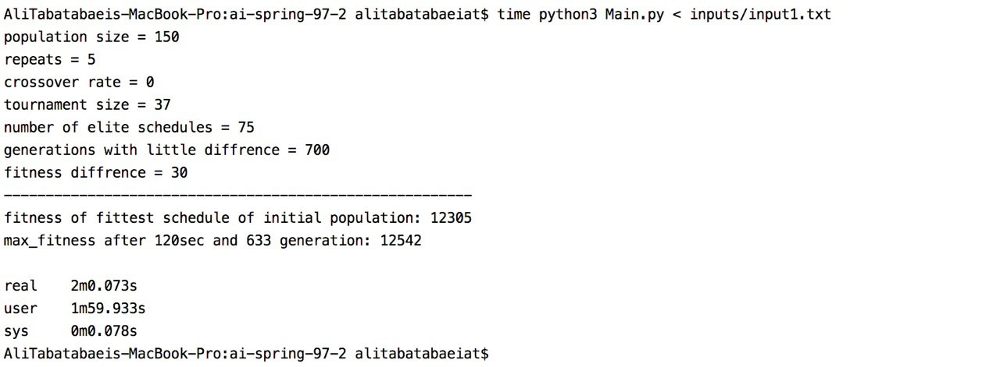 AliTabatabaeis-MacBook-Pro:ai-spring-97-2 alitabatabaeiat$ time python3 Main.py < inputs/input1.txt
population size = 150
repeats = 5
crossover rate = 0
tournament size = 37
number of elite schedules = 75
generations with little diffrence = 700
fitness diffrence = 30
--------------------------------------------------------
fitness of fittest schedule of initial population: 12305
max_fitness after 120sec and 633 generation: 12542

real    2m0.073s
user    1m59.933s
sys     0m0.078s
AliTabatabaeis-MacBook-Pro:ai-spring-97-2 alitabatabaeiat$